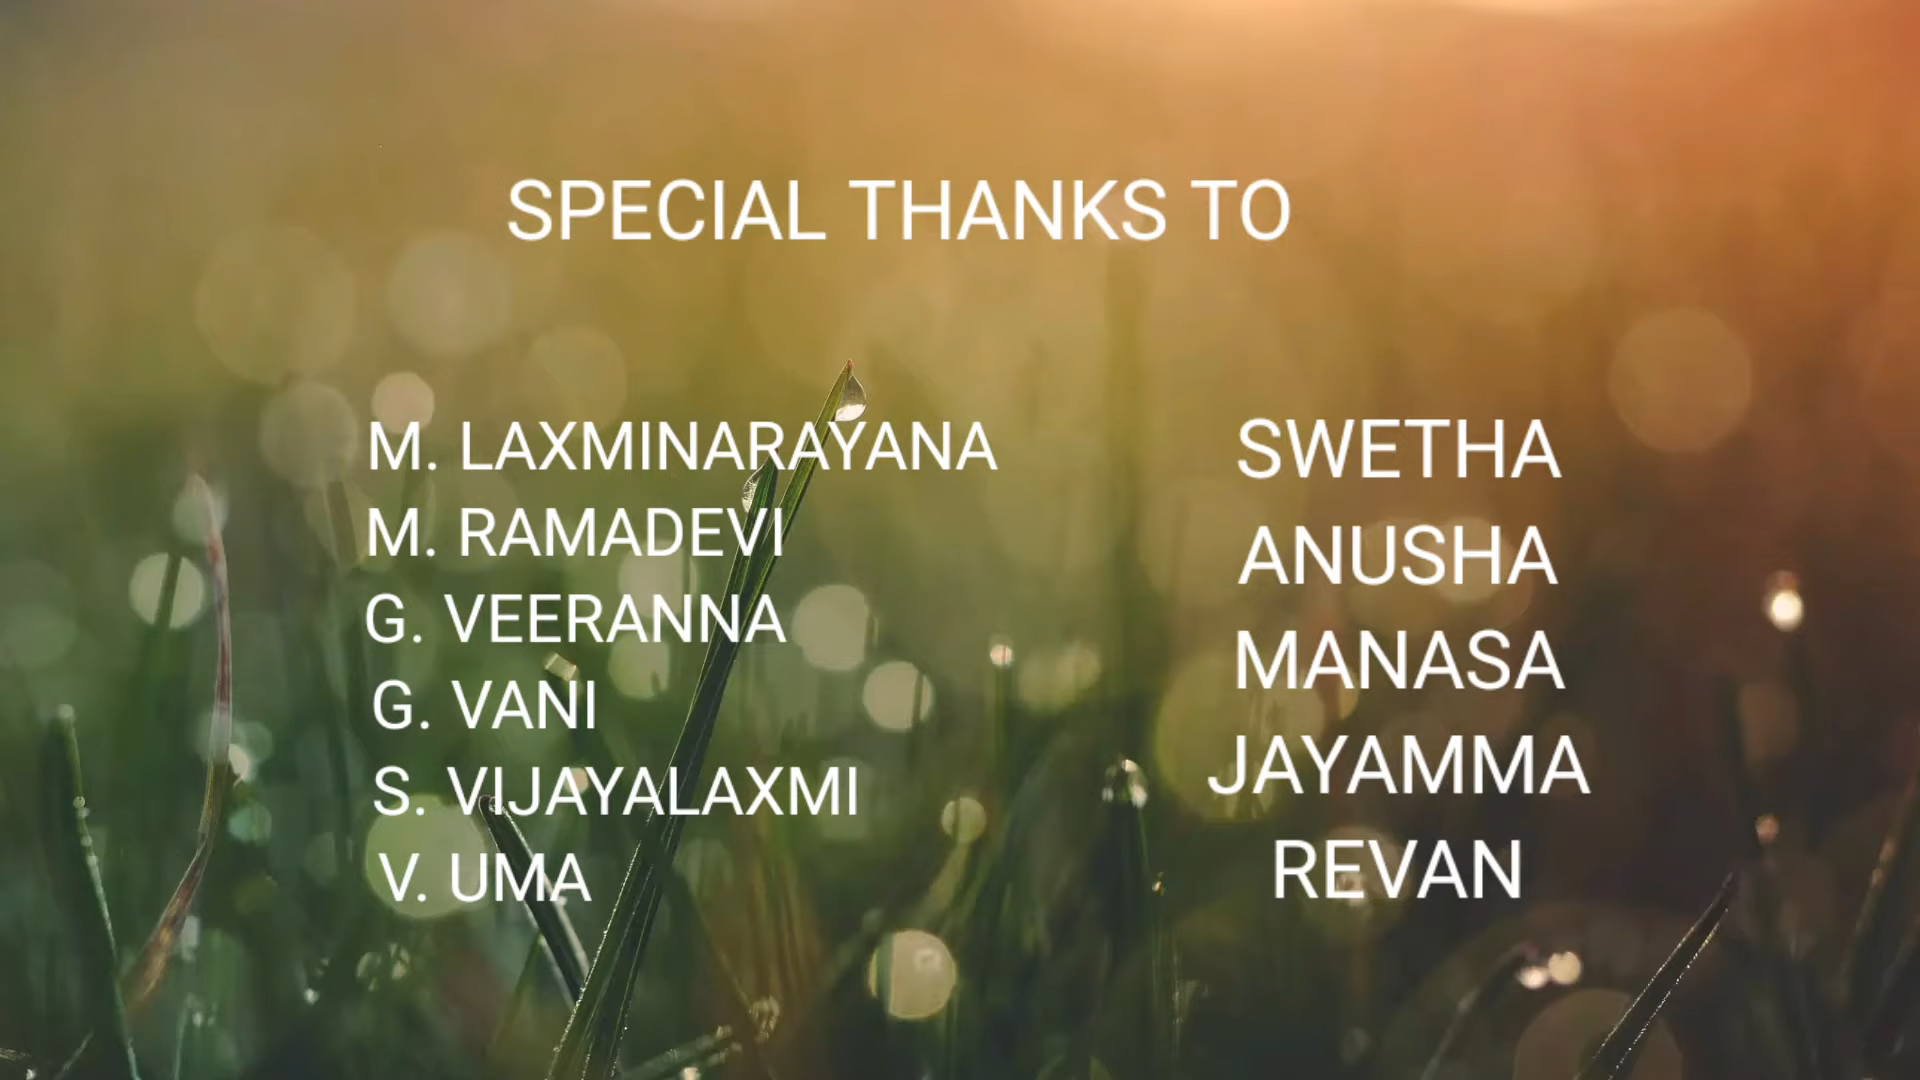 SPECIAL THANKS TO
M. LAXMINARAYANA
M. RAMADEVI
G. VEERANNA
G. VANI
S. VIJAYALAXMI
V. UMA
SWETHA
ANUSHA
MANASA
JAYAMMA
REVAN